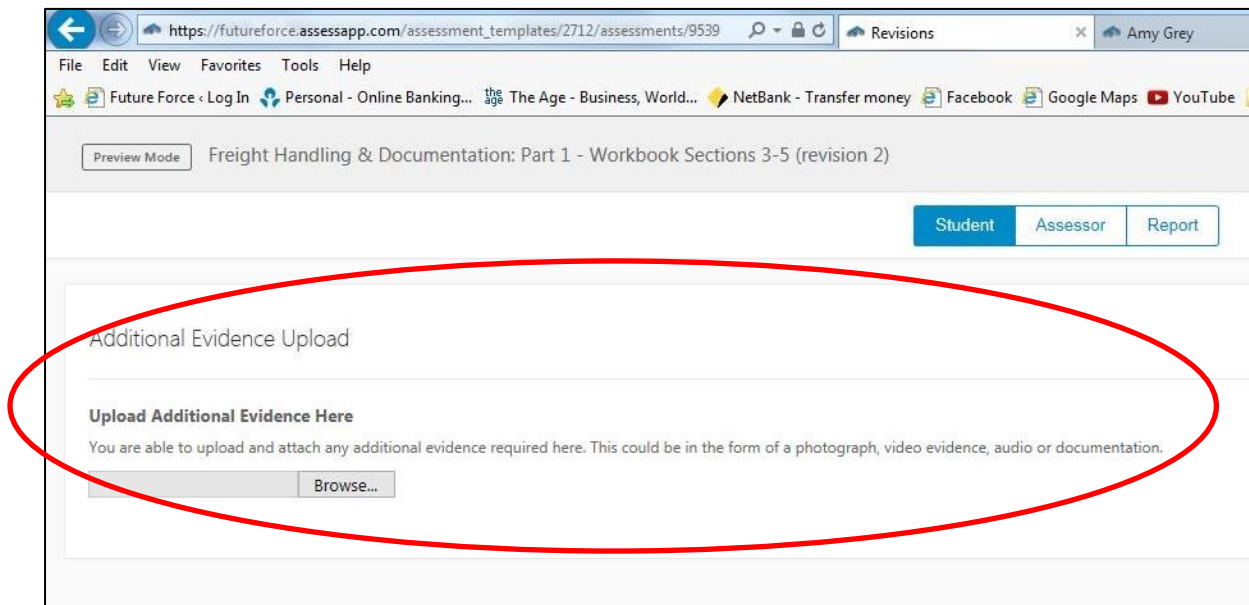 https://futureforce.assessapp.com/assessment_templates/2712/assessments/9539 Revisions Amy Grey
File Edit View Favorites Tools Help
Future Force ‹ Log In Personal - Online Banking... the age The Age - Business, World... NetBank - Transfer money Facebook Google Maps YouTube
Preview Mode Freight Handling & Documentation: Part 1 - Workbook Sections 3-5 (revision 2)
Student Assessor Report
Additional Evidence Upload
Upload Additional Evidence Here
You are able to upload and attach any additional evidence required here. This could be in the form of a photograph, video evidence, audio or documentation.
Browse...